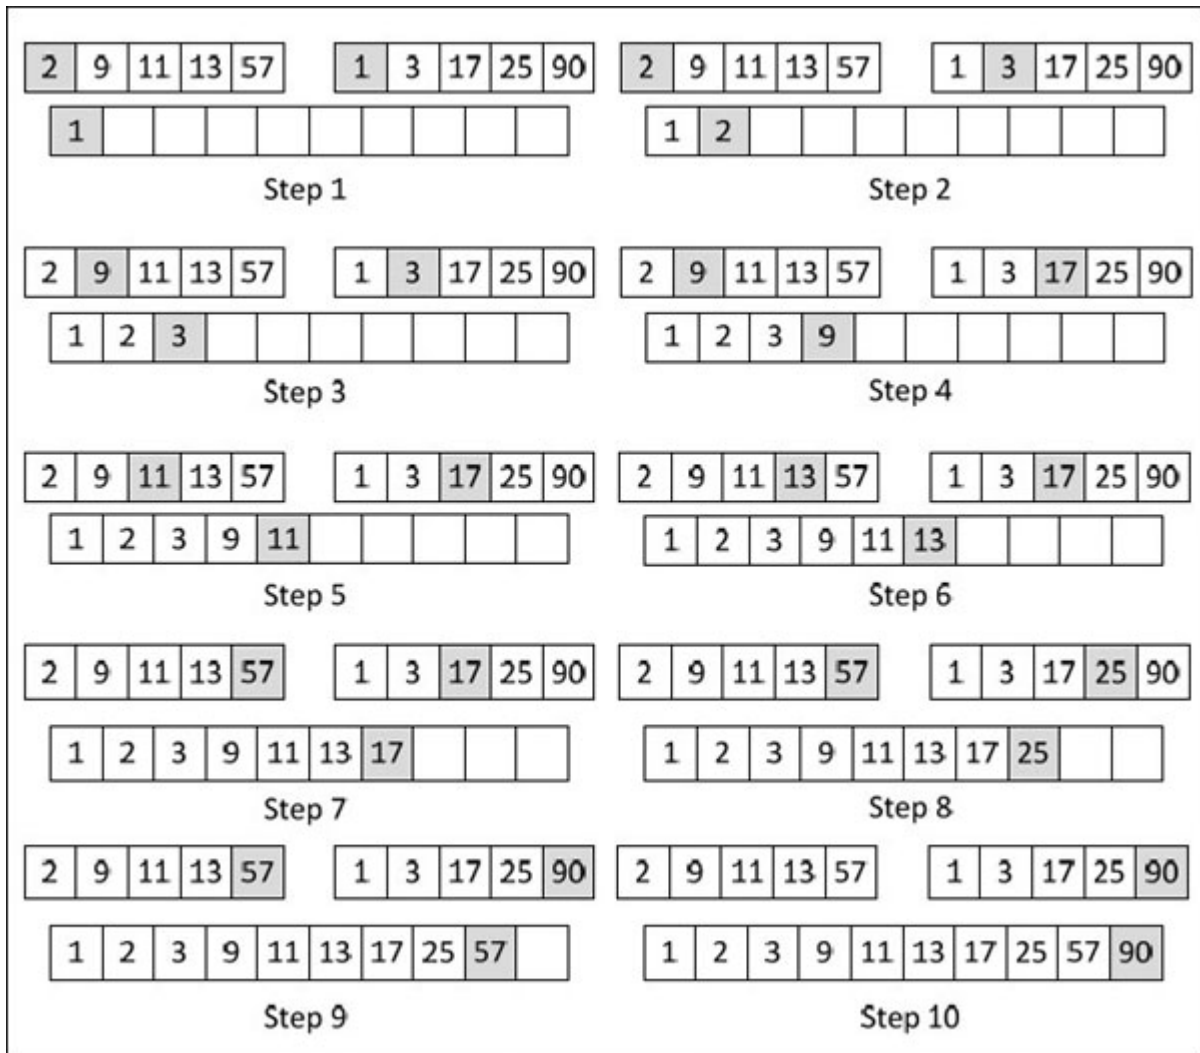 2 9 11 13 57 1 3 17 25 90 2 9 11 13 57 1 3 17 25 90
1 1 2
Step 1 Step 2
2 9 11 13 57 1 3 17 25 90 2 9 11 13 57 1 3 17 25 90
1 2 3 1 2 3 9
Step 3 Step 4
2 9 11 13 57 1 3 17 25 90 2 9 11 13 57 1 3 17 25 90
1 2 3 9 11 1 2 3 9 11 13
Step 5 Step 6
2 9 11 13 57 1 3 17 25 90 2 9 11 13 57 1 3 17 25 90
1 2 3 9 11 13 17 1 2 3 9 11 13 17 25
Step 7 Step 8
2 9 11 13 57 1 3 17 25 90 2 9 11 13 57 1 3 17 25 90
1 2 3 9 11 13 17 25 57 1 2 3 9 11 13 17 25 57 90
Step 9 Step 10